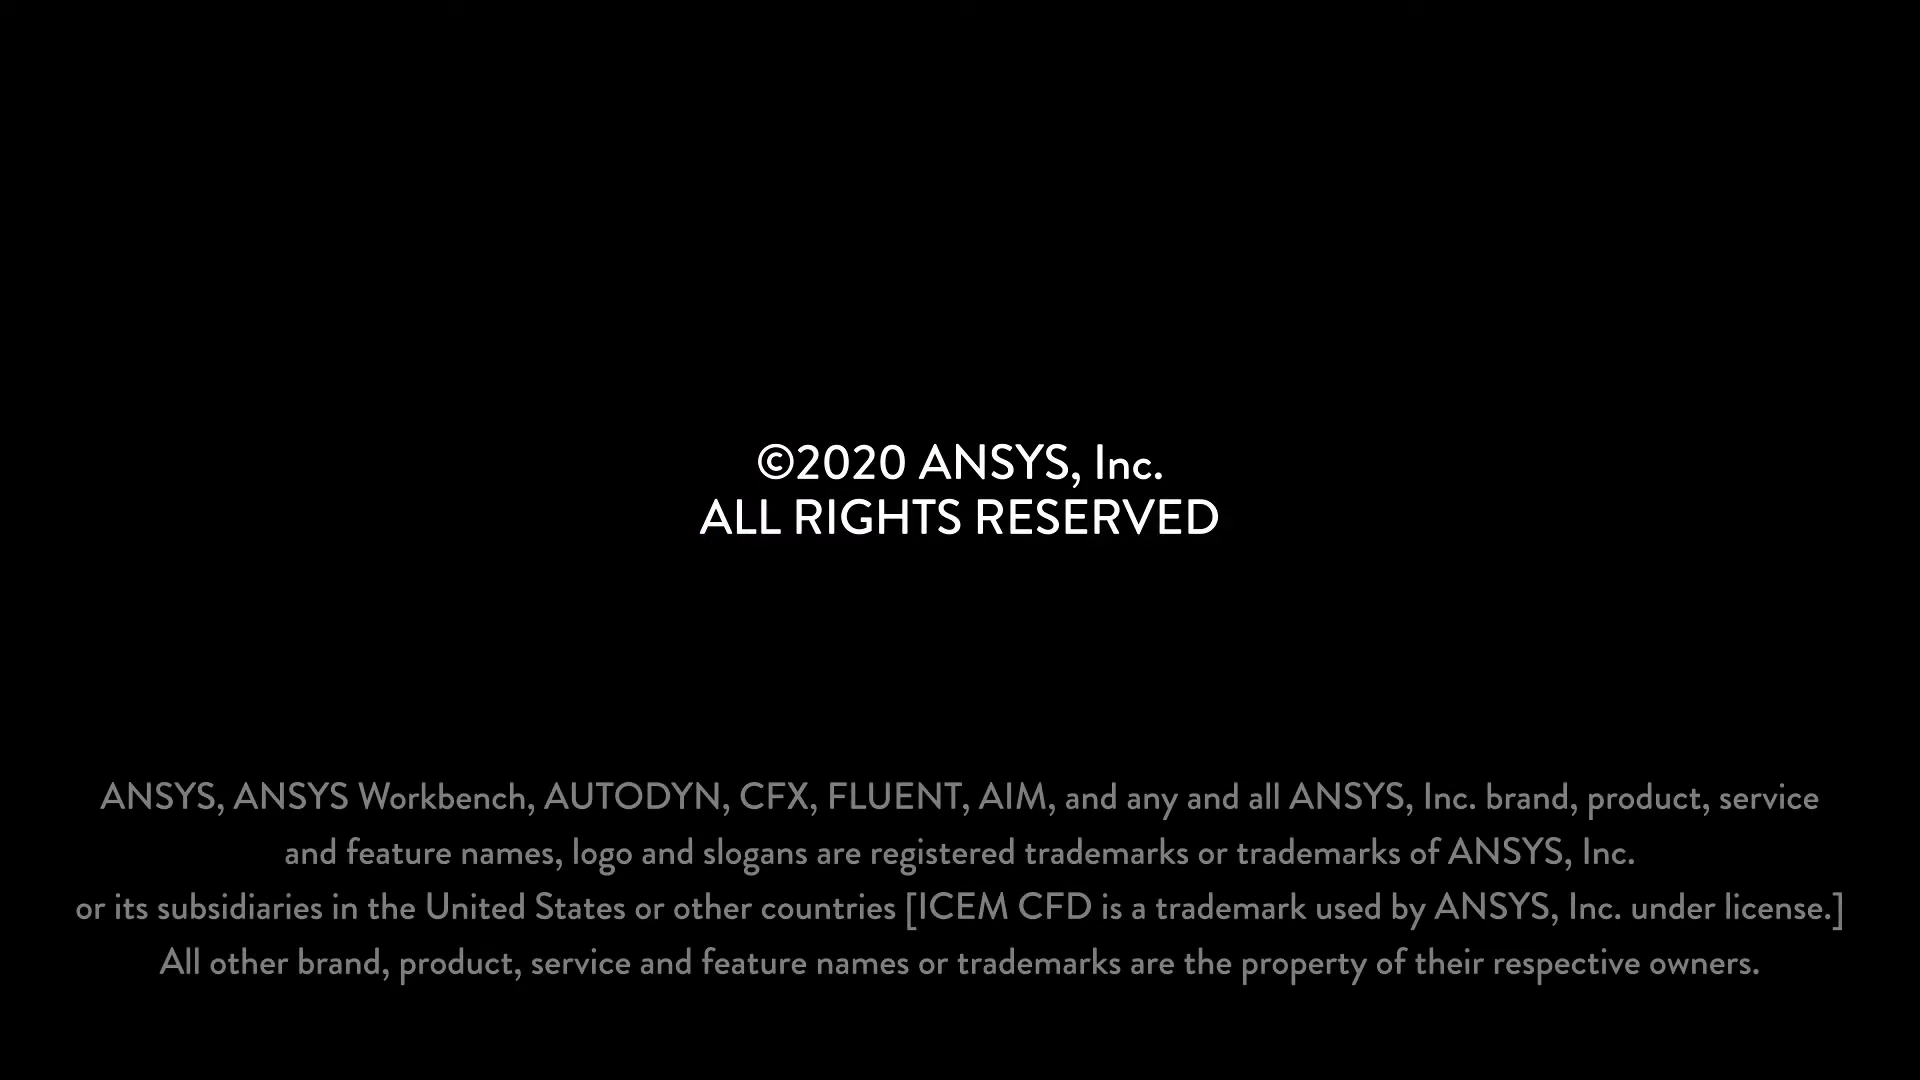 ©2020 ANSYS, Inc.
ALL RIGHTS RESERVED
ANSYS, ANSYS Workbench, AUTODYN, CFX, FLUENT, AIM, and any and all ANSYS, Inc. brand, product, service
and feature names, logo and slogans are registered trademarks or trademarks of ANSYS, Inc.
or its subsidiaries in the United States or other countries [ICEM CFD is a trademark used by ANSYS, Inc. under license.]
All other brand, product, service and feature names or trademarks are the property of their respective owners.